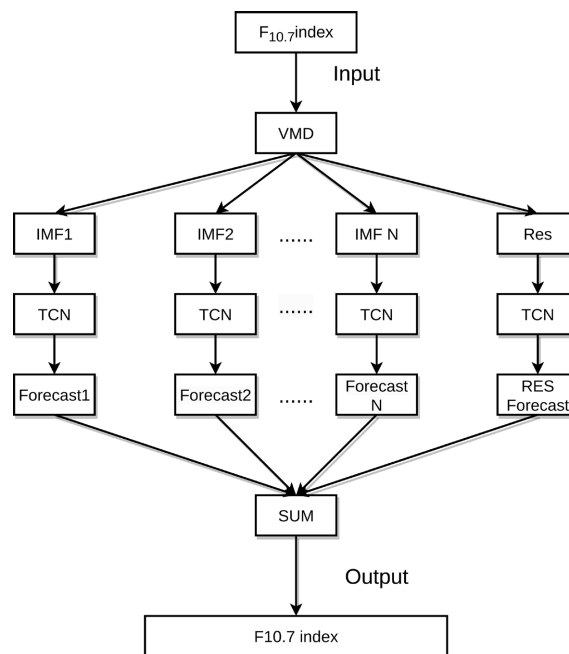 F10.7index
Input
VMD
IMF1 IMF2 ...... IMF N Res
TCN TCN ...... TCN TCN
Forecast1 Forecast2 ...... Forecast N RES Forecast
SUM
Output
F10.7 index